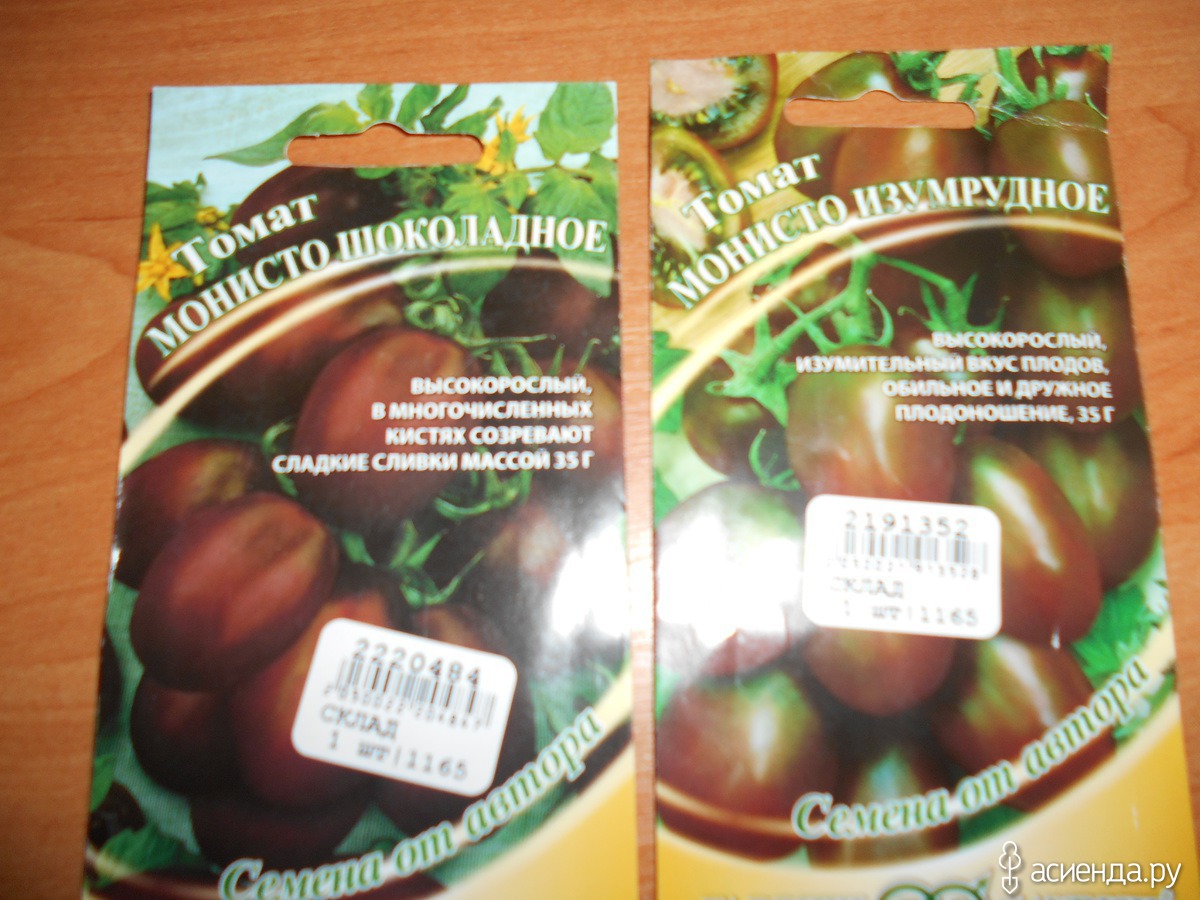 Томат
МОНИСТО ШОКОЛАДНОЕ
ВЫСОКОРОСЛЫЙ,
В МНОГОЧИСЛЕННЫХ
КИСТЯХ СОЗРЕВАЮТ
СЛАДКИЕ СЛИВКИ МАССОЙ 35 Г
2220484
СКЛАД
1 шт|1165
Семена от автора
Томат
МОНИСТО ИЗУМРУДНОЕ
ВЫСОКОРОСЛЫЙ,
ИЗУМИТЕЛЬНЫЙ ВКУС ПЛОДОВ,
ОБИЛЬНОЕ И ДРУЖНОЕ
ПЛОДОНОШЕНИЕ, 35 Г
2191352
СКЛАД
1 шт|1165
Семена от автора
асиенда.ру